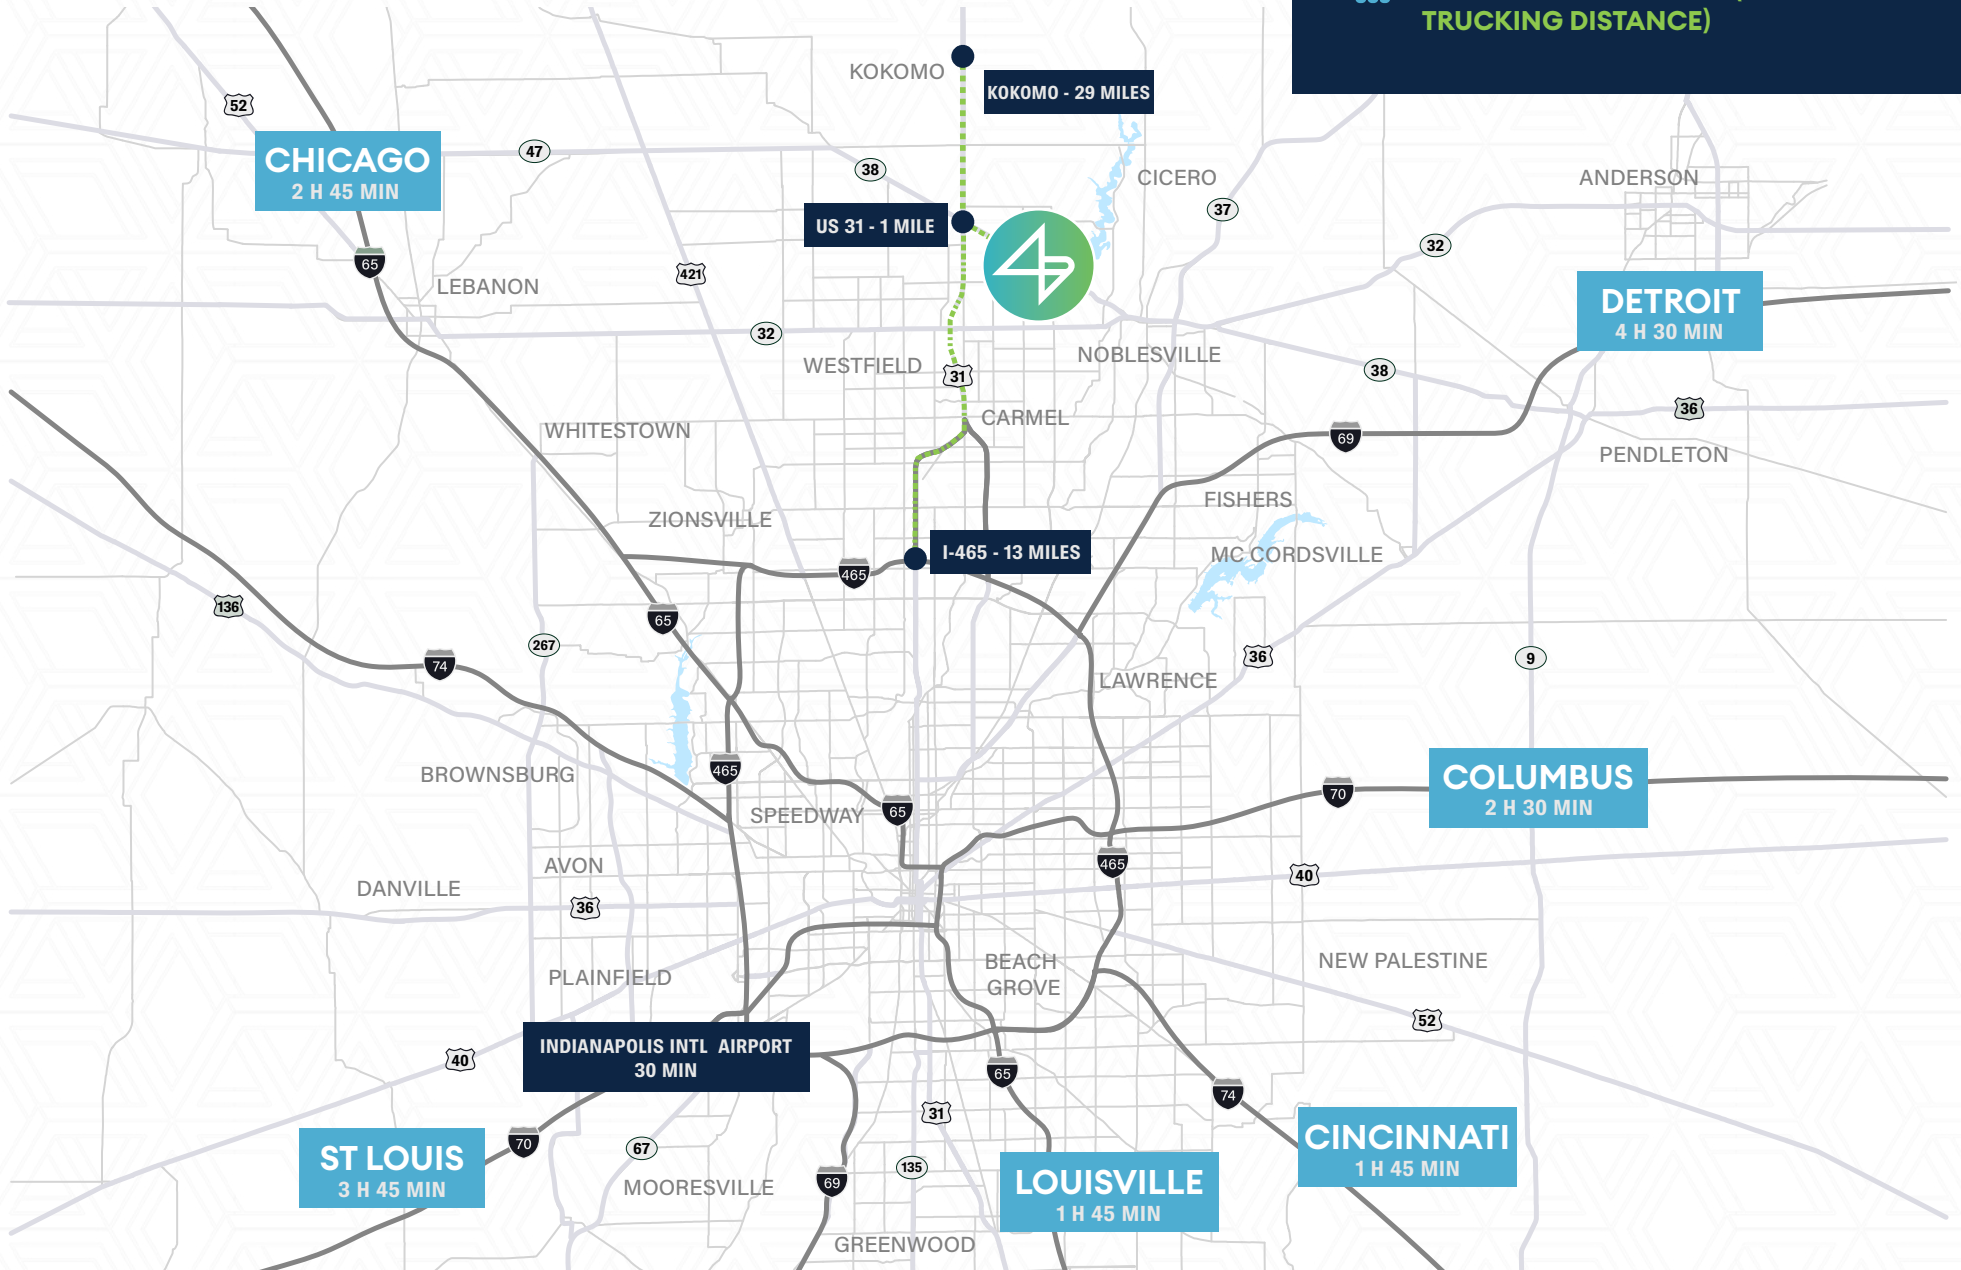 TRUCKING DISTANCE)
KOKOMO
KOKOMO - 29 MILES
52
CHICAGO
2 H 45 MIN
47
38
CICERO
ANDERSON
37
US 31 - 1 MILE
32
65
421
LEBANON
DETROIT
4 H 30 MIN
32
WESTFIELD
NOBLESVILLE
31
38
36
CARMEL
WHITESTOWN
69
PENDLETON
FISHERS
ZIONSVILLE
I-465 - 13 MILES
MC CORDSVILLE
465
136
65
267
74
36
9
LAWRENCE
BROWNSBURG
465
SPEEDWAY
65
70
COLUMBUS
2 H 30 MIN
AVON
465
40
DANVILLE
36
BEACH
GROVE
NEW PALESTINE
PLAINFIELD
52
INDIANAPOLIS INTL AIRPORT
30 MIN
40
65
74
31
70
67
135
CINCINNATI
1 H 45 MIN
ST LOUIS
3 H 45 MIN
MOORESVILLE
69
LOUISVILLE
1 H 45 MIN
GREENWOOD